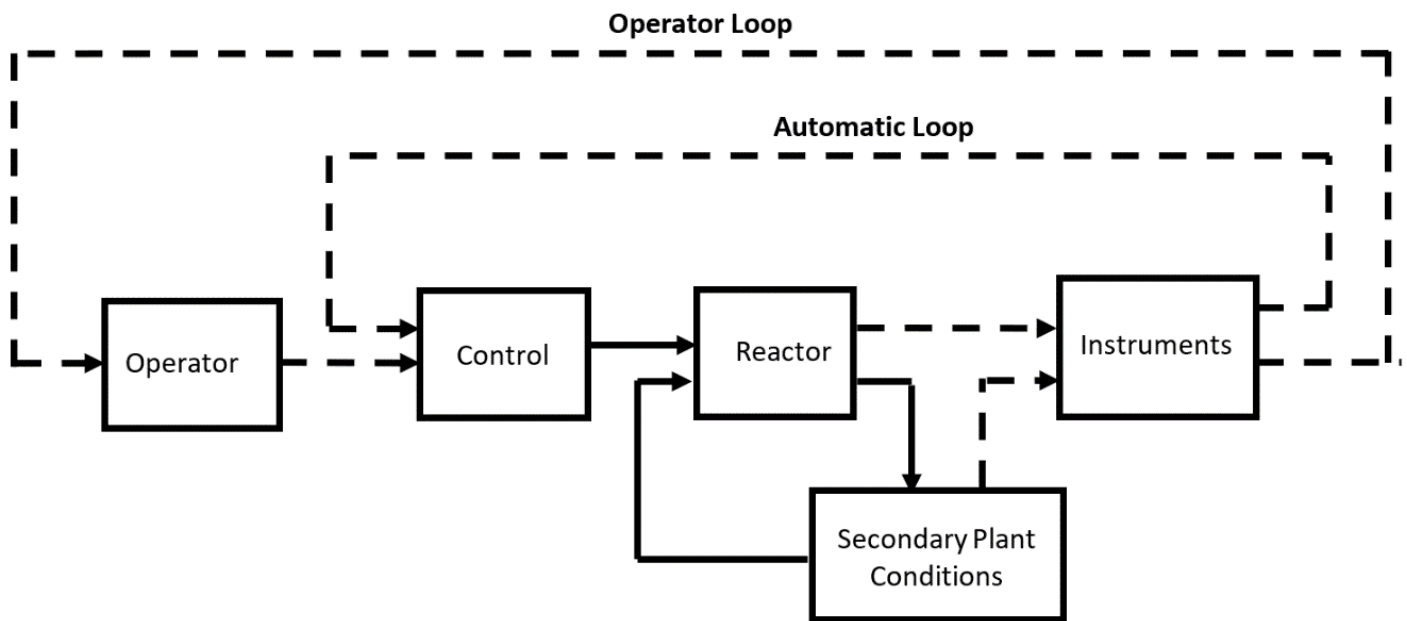 Operator Loop
Automatic Loop
Operator
Control
Reactor
Instruments
Secondary Plant
Conditions